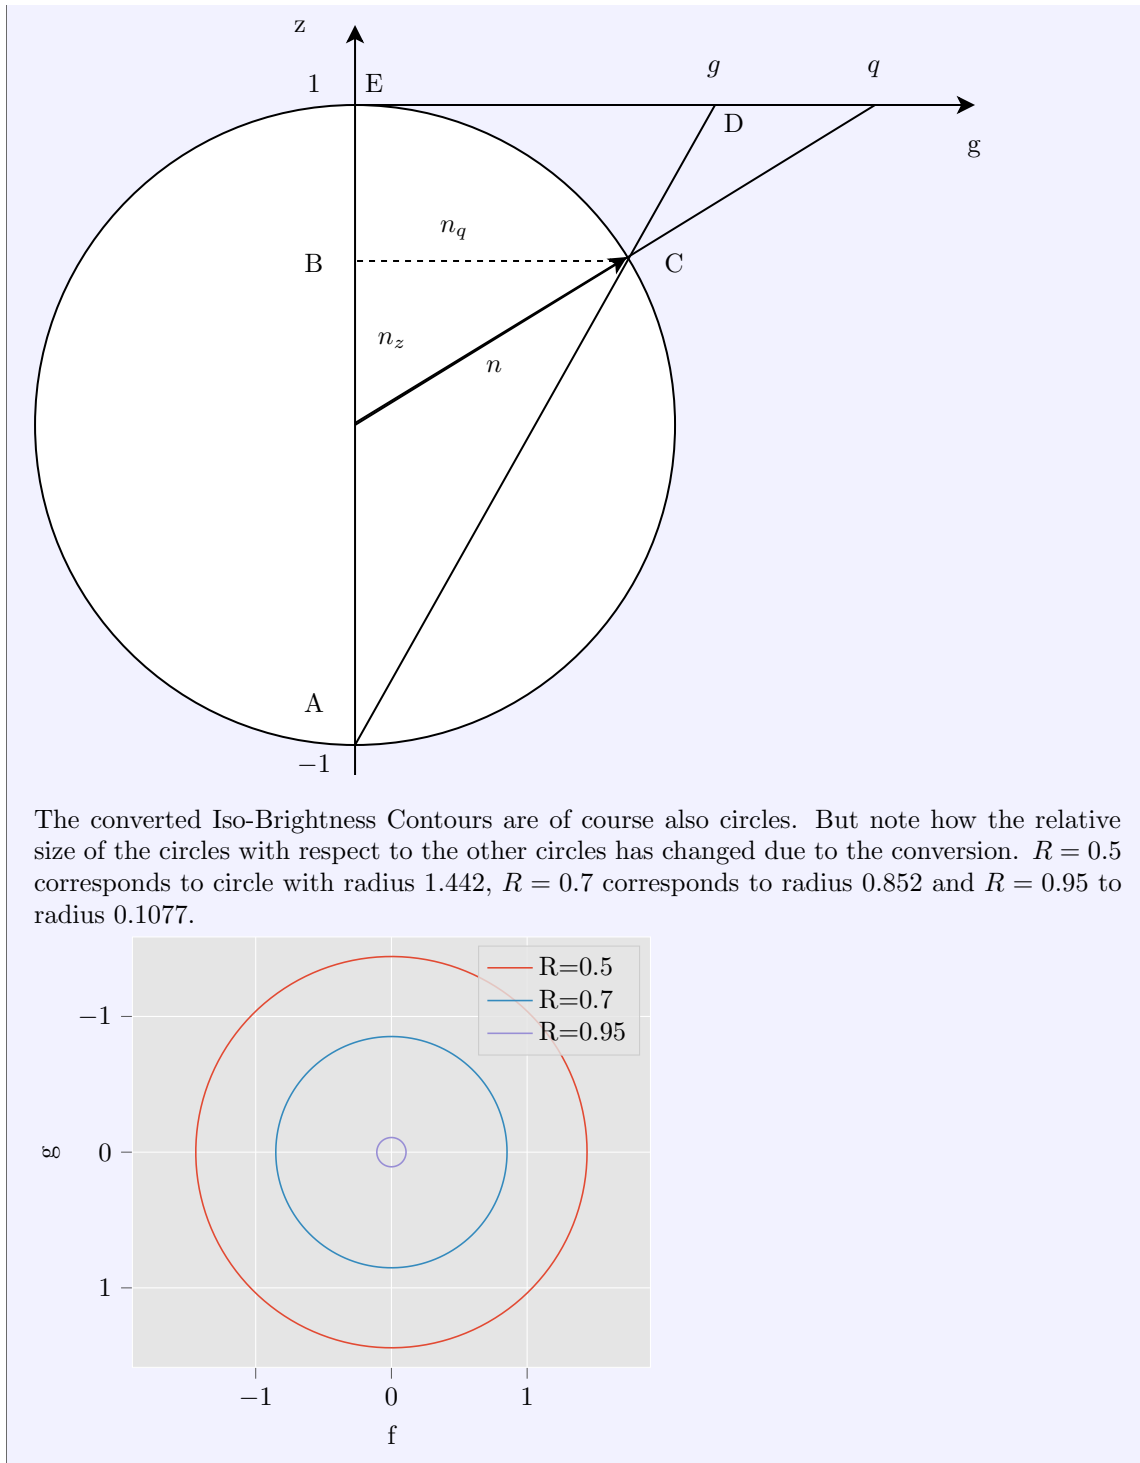 z
g
q
1
E
D
g
n_q
B
C
n_z
n
A
−1
The converted Iso-Brightness Contours are of course also circles. But note how the relative
size of the circles with respect to the other circles has changed due to the conversion. R = 0.5
corresponds to circle with radius 1.442, R = 0.7 corresponds to radius 0.852 and R = 0.95 to
radius 0.1077.
R=0.5
R=0.7
R=0.95
−1
0
1
g
−1 0 1
f